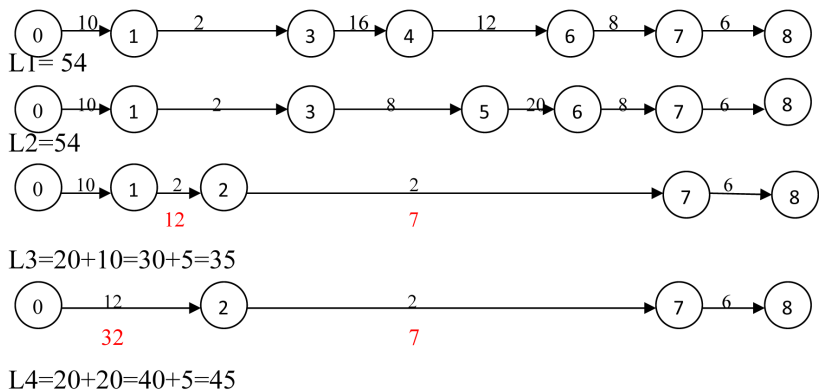 0 10 1 2 3 16 4 12 6 8 7 6 8
L1= 54
0 10 1 2 3 8 5 20 6 8 7 6 8
L2=54
0 10 1 2 2 2 7 6 8
12 7
L3=20+10=30+5=35
0 12 2 2 7 6 8
32 7
L4=20+20=40+5=45